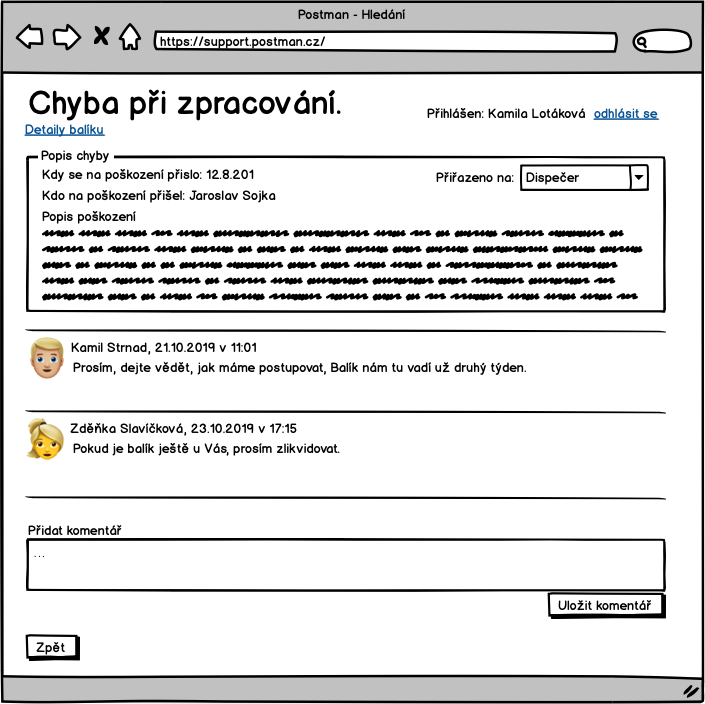 Postman - Hledání
https://support.postman.cz/
Chyba při zpracování.
Přihlášen: Kamila Lotáková odhlásit se
Detaily balíku
Popis chyby
Kdy se na poškození přislo: 12.8.201
Přiřazeno na: Dispečer
Kdo na poškození přišel: Jaroslav Sojka
Popis poškození
Kamil Strnad, 21.10.2019 v 11:01
Prosím, dejte vědět, jak máme postupovat, Balík nám tu vadí už druhý týden.
Zděňka Slavíčková, 23.10.2019 v 17:15
Pokud je balík ještě u Vás, prosím zlikvidovat.
Přidat komentář
...
Uložit komentář
Zpět